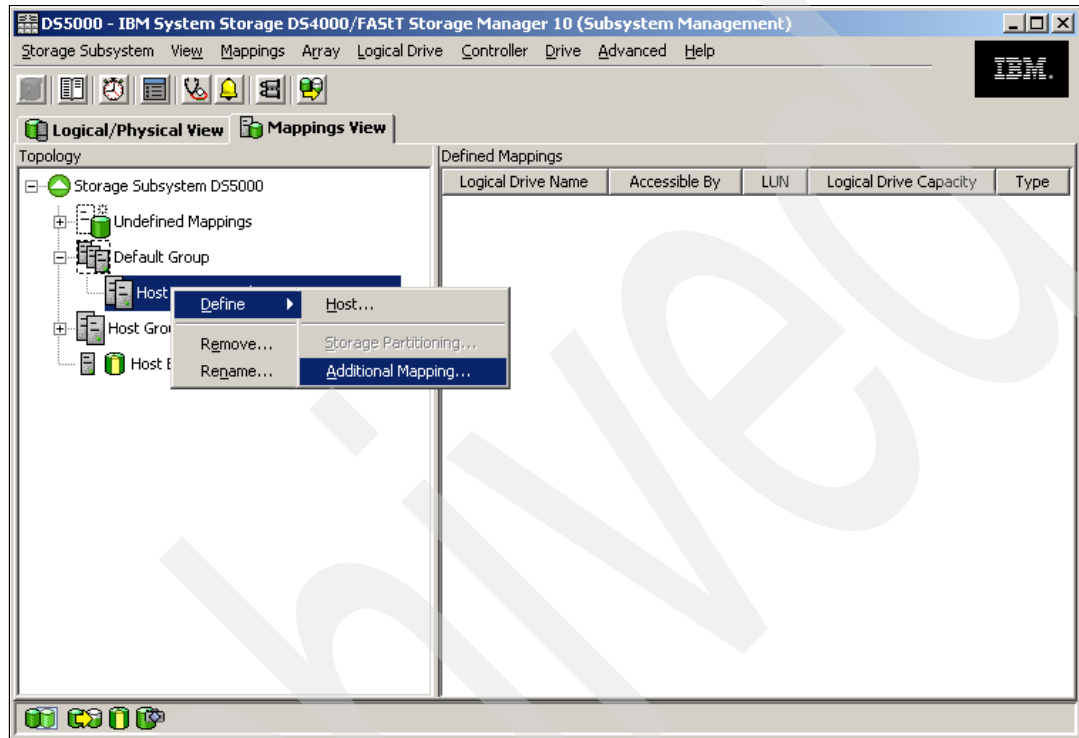 DS5000 - IBM System Storage DS4000/FAStT Storage Manager 10 (Subsystem Management)
Storage Subsystem View Mappings Array Logical Drive Controller Drive Advanced Help
IBM.
Logical/Physical View Mappings View
Topology
Defined Mappings
Logical Drive Name Accessible By LUN Logical Drive Capacity Type
Storage Subsystem DS5000
Undefined Mappings
Default Group
Host
Define Host...
Host Gro
Remove... Storage Partitioning...
Host
Rename... Additional Mapping...